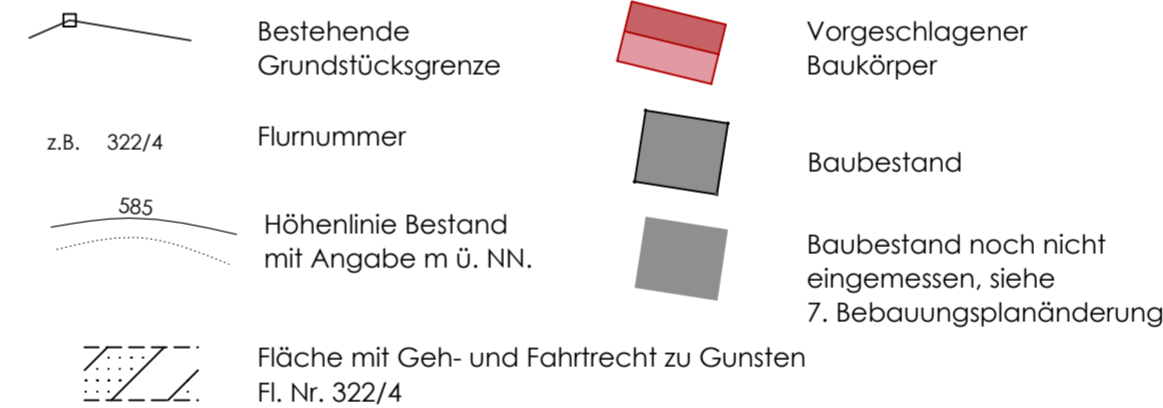 Bestehende
Grundstücksgrenze
z.B. 322/4
Flurnummer
585
Höhenlinie Bestand
mit Angabe m ü. NN.
Fläche mit Geh- und Fahrtrecht zu Gunsten
Fl. Nr. 322/4
Vorgeschlagener
Baukörper
Baubestand
Baubestand noch nicht
eingemessen, siehe
7. Bebauungsplanänderung